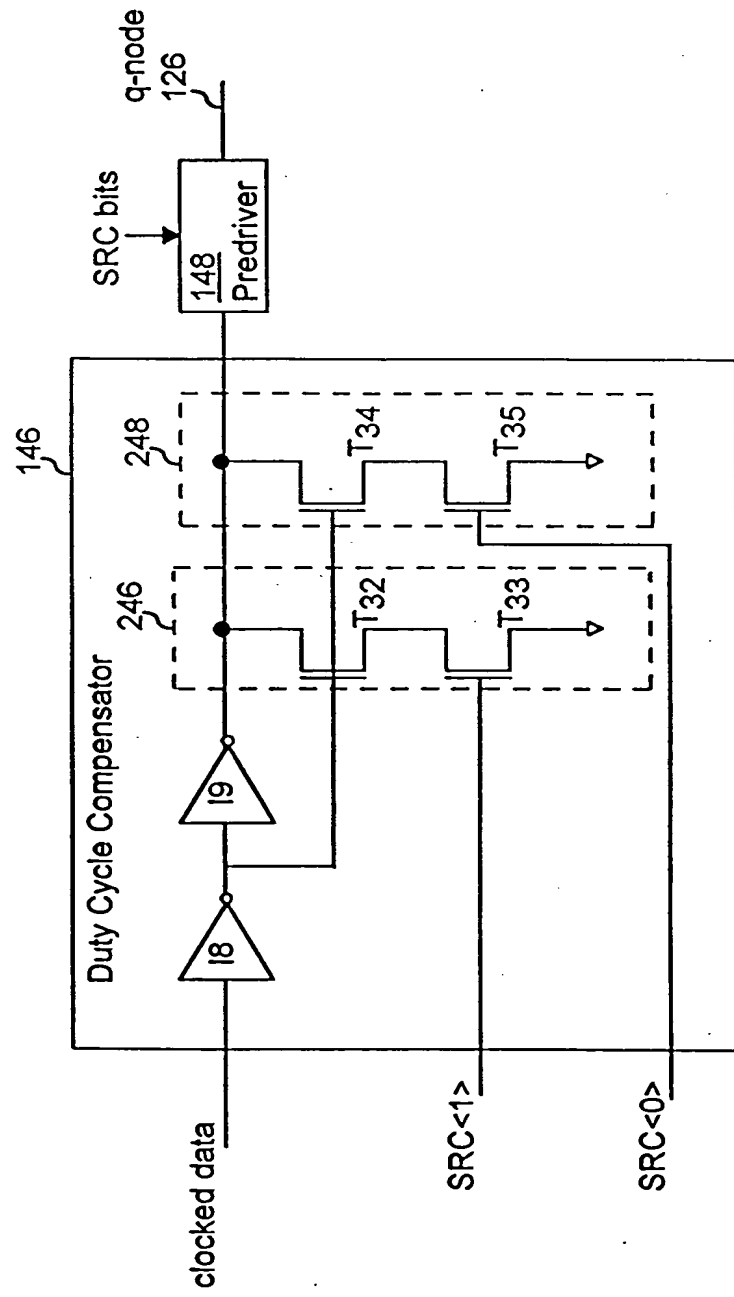 146
Duty Cycle Compensator
246
248
SRC bits
q-node
126
148
Predriver
clocked data
I8
I9
T32
T34
T33
T35
SRC<1>
SRC<0>